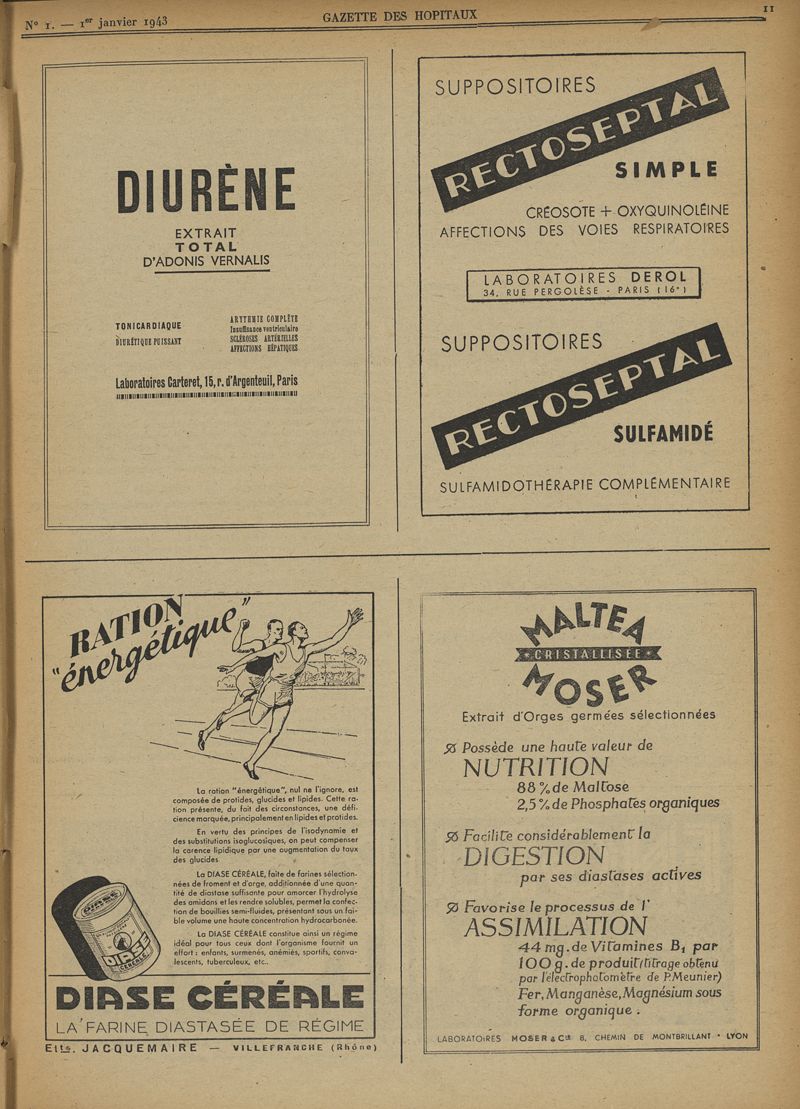 N° 1. — 1er janvier 1943
GAZETTE DES HOPITAUX
11
DIURÈNE
EXTRAIT
TOTAL
D'ADONIS VERNALIS
TONICARDIAQUE
DIURÉTIQUE PUISSANT
ARYTHMIE COMPLÈTE
Insuffisance ventriculaire
SCLÉROSES ARTÉRIELLES
AFFECTIONS HÉPATIQUES
Laboratoires Carteret, 15, r. d'Argenteuil, Paris
SUPPOSITOIRES
RECTOSEPTAL
SIMPLE
CRÉOSOTE + OXYQUINOLÉINE
AFFECTIONS DES VOIES RESPIRATOIRES
LABORATOIRES DEROL
34, RUE PERGOLÈSE - PARIS (16e)
SUPPOSITOIRES
RECTOSEPTAL
SULFAMIDÉ
SULFAMIDOTHÉRAPIE COMPLÉMENTAIRE
RATION
"énergétique"
La ration "énergétique", nul ne l'ignore, est
composée de protides, glucides et lipides. Cette ra-
tion présente, du fait des circonstances, une défi-
cience marquée, principalement en lipides et protides.
En vertu des principes de l'isodynamie et
des substitutions isoglucosiques, on peut compenser
la carence lipidique par une augmentation du taux
des glucides
La DIASE CÉRÉALE, faite de farines sélection-
nées de froment et d'orge, additionnée d'une quan-
tité de diastase suffisante pour amorcer l'hydrolyse
des amidons et les rendre solubles, permet la confec-
tion de bouillies semi-fluides, présentant sous un fai-
ble volume une haute concentration hydrocarbonée.
La DIASE CÉRÉALE constitue ainsi un régime
idéal pour tous ceux dont l'organisme fournit un
effort : enfants, surmenés, anémiés, sportifs, conva-
lescents, tuberculeux, etc..
DIASE
DIASE
CÉRÉALE
DIASE CÉRÉALE
LA FARINE DIASTASÉE DE RÉGIME
Etts. JACQUEMAIRE — VILLEFRANCHE (Rhône)
MALTEA
CRISTALLISÉE
MOSER
Extrait d'Orges germées sélectionnées
Possède une haute valeur de
NUTRITION
88 % de Maltose
2,5 % de Phosphates organiques
Facilite considérablement la
DIGESTION
par ses diastases actives
Favorise le processus de l'
ASSIMILATION
44 mg. de Vitamines B1 par
100 g. de produit (titrage obtenu
par l'électrophotomètre de P. Meunier)
Fer, Manganèse, Magnésium sous
forme organique.
LABORATOIRES MOSER & Cie 8, CHEMIN DE MONTBRILLANT • LYON